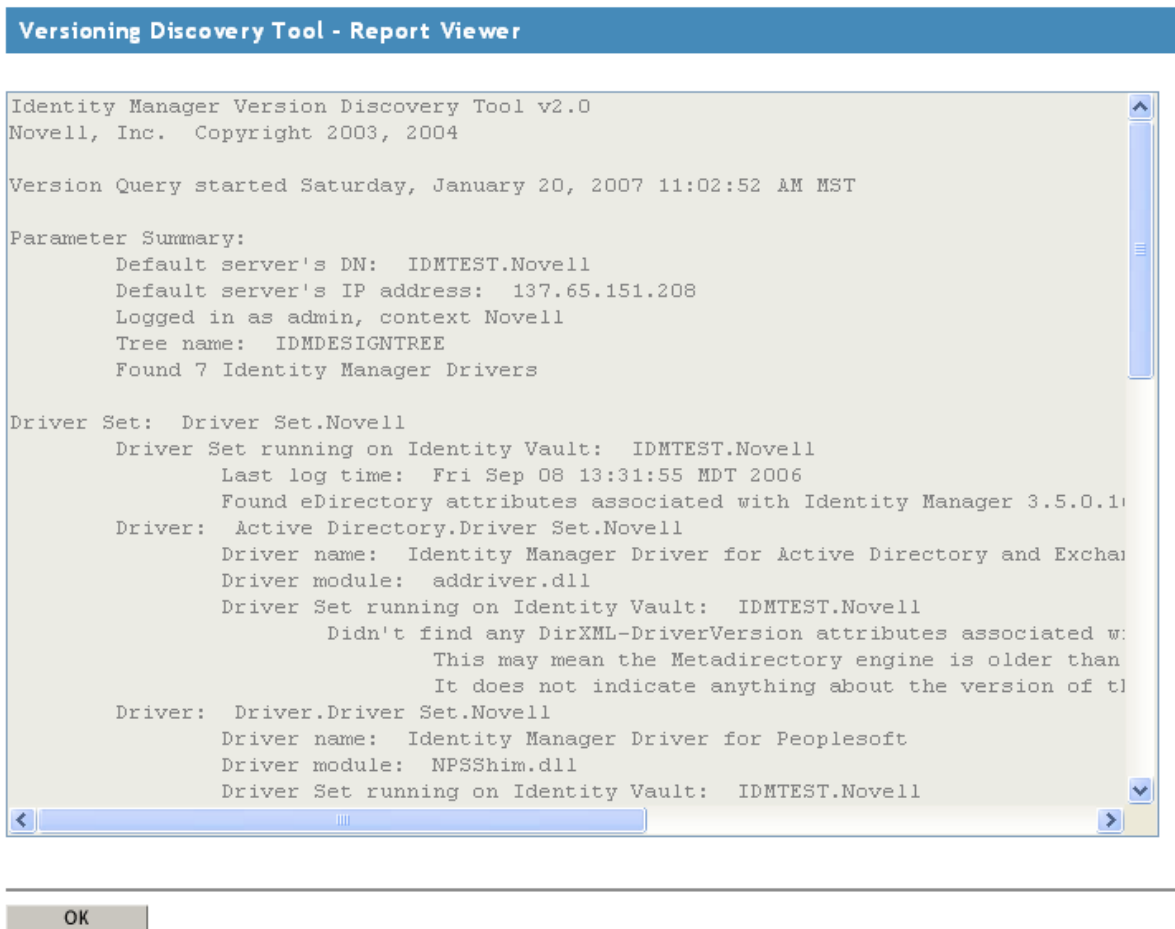 Versioning Discovery Tool - Report Viewer
Identity Manager Version Discovery Tool v2.0
Novell, Inc.  Copyright 2003, 2004
Version Query started Saturday, January 20, 2007 11:02:52 AM MST
Parameter Summary:
Default server's DN:  IDMTEST.Novell
Default server's IP address:  137.65.151.208
Logged in as admin, context Novell
Tree name:  IDMDESIGNTREE
Found 7 Identity Manager Drivers
Driver Set:  Driver Set.Novell
Driver Set running on Identity Vault:  IDMTEST.Novell
Last log time:  Fri Sep 08 13:31:55 MDT 2006
Found eDirectory attributes associated with Identity Manager
Driver:  Active Directory.Driver Set.Novell
Driver name:  Identity Manager Driver for Active Directory and
Driver module:  addriver.dll
Driver Set running on Identity Vault:  IDMTEST.Novell
Didn't find any DirXML-DriverVersion attributes associated
This may mean the Metadirectory engine is older than
It does not indicate anything about the version of
Driver:  Driver.Driver Set.Novell
Driver name:  Identity Manager Driver for Peoplesoft
Driver module:  NPSShim.dll
Driver Set running on Identity Vault:  IDMTEST.Novell
OK